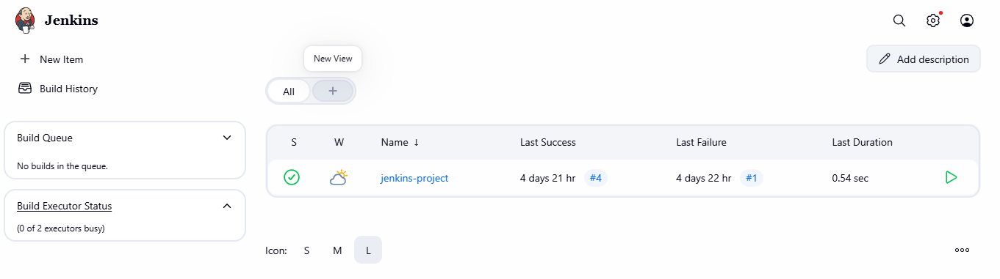 Jenkins
New Item
Build History
New View
Add description
All +
Build Queue
No builds in the queue.
Build Executor Status
(0 of 2 executors busy)
S W Name ↓ Last Success Last Failure Last Duration
jenkins-project 4 days 21 hr #4 4 days 22 hr #1 0.54 sec
Icon: S M L